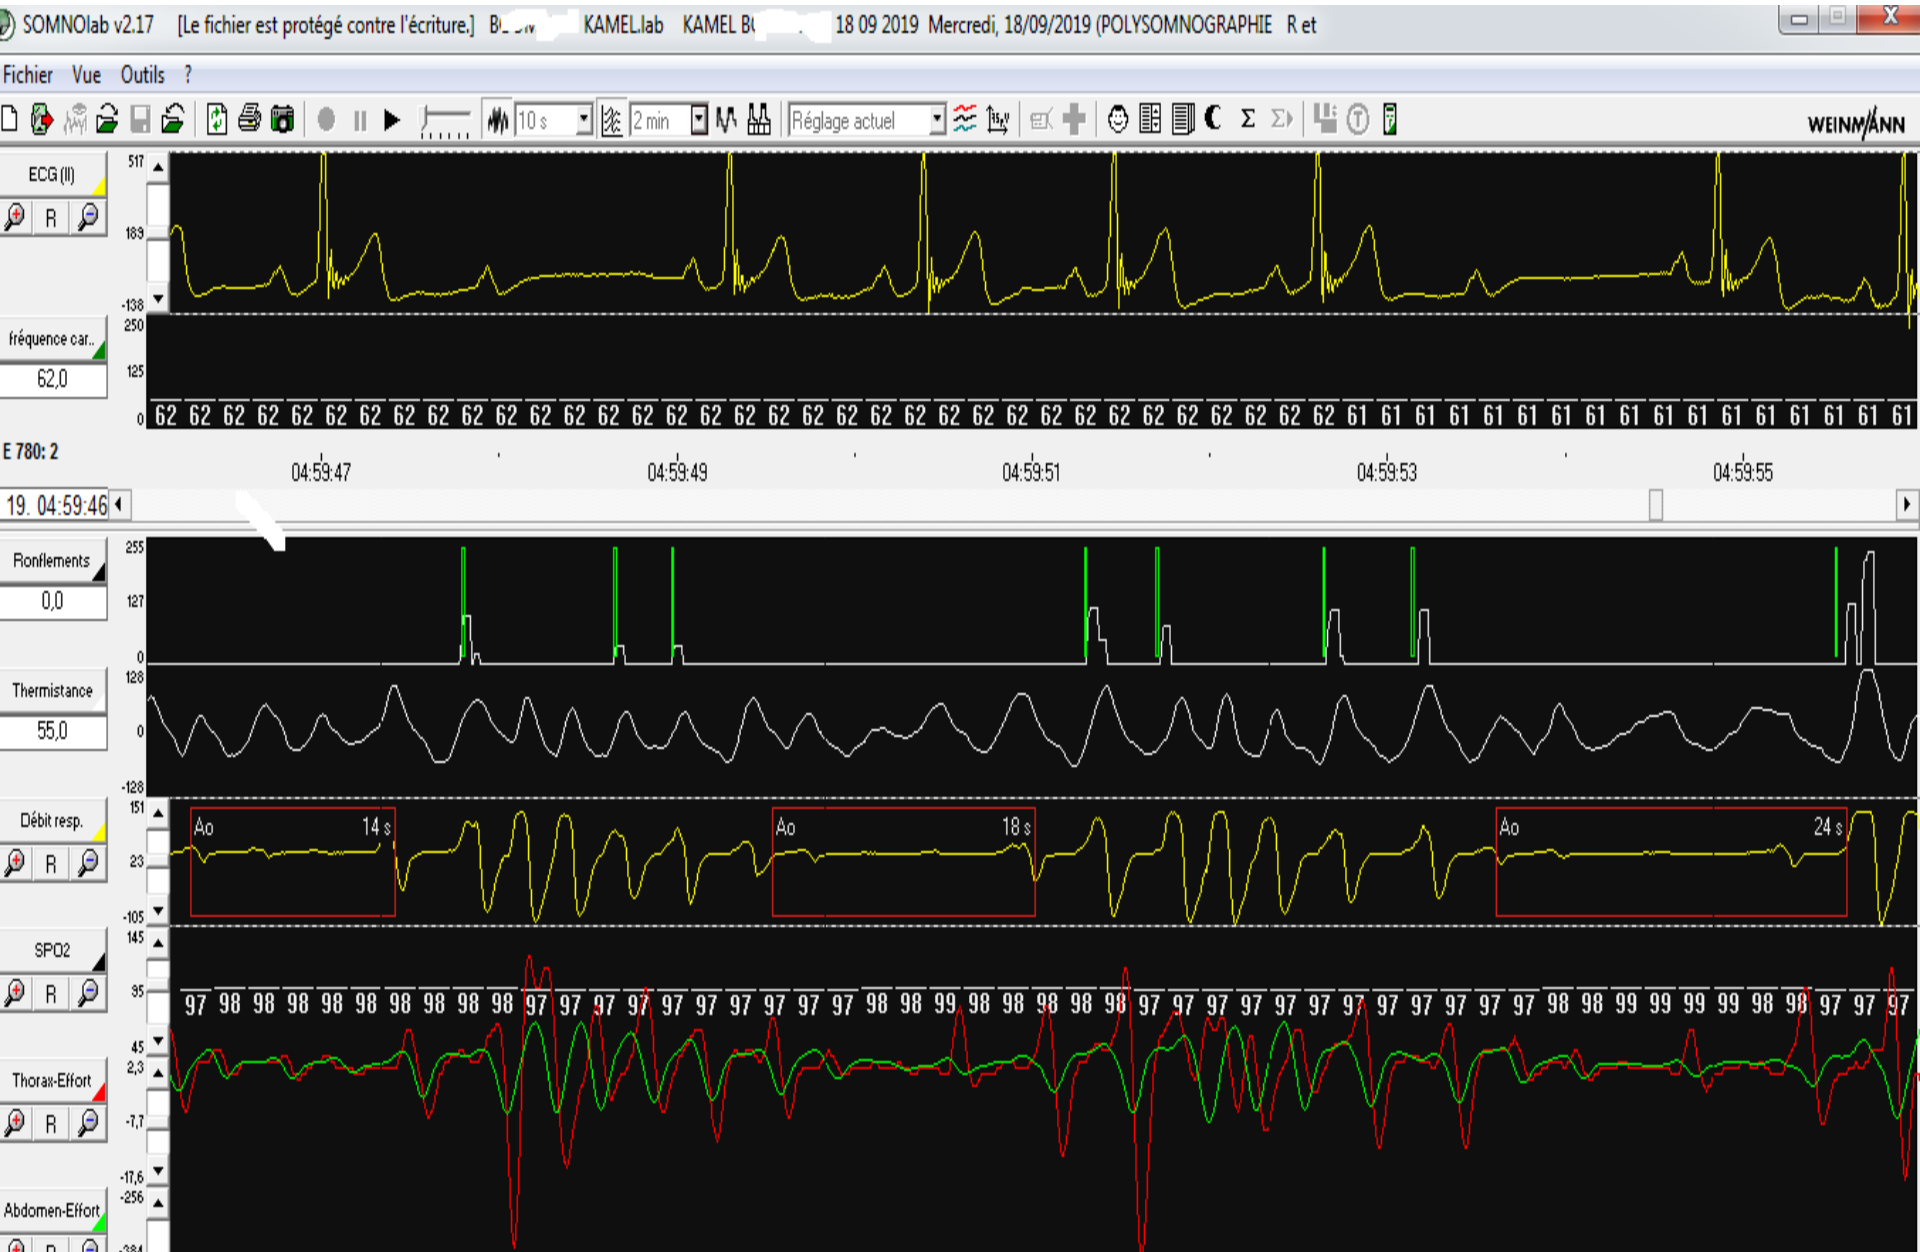 SOMNOlab v2.17 [Le fichier est protégé contre l'écriture.] KAMEL.lab KAMEL 18 09 2019 Mercredi, 18/09/2019 (POLYSOMNOGRAPHIE R et
Fichier Vue Outils ?
10 s 2 min Réglage actuel WEINMANN
ECG (II) 517
R 189
-138
fréquence car.. 250
62,0 125
0 62 62 62 62 62 62 62 62 62 62 62 62 62 62 62 62 62 62 62 62 62 62 62 62 62 62 62 62 62 62 62 62 62 62 62 61 61 61 61 61 61 61 61 61 61 61 61 61 61 61 61 61
E 780: 2
04:59:47 04:59:49 04:59:51 04:59:53 04:59:55
19. 04:59:46
Ronflements 255
0,0 127
0
Thermistance 128
55,0 0
-128
Débit resp. 151
Ao 14 s Ao 18 s Ao 24 s
R 23
-105
SPO2 145
R 95 97 98 98 98 98 98 98 98 98 98 97 97 97 97 97 97 97 97 97 97 98 98 99 98 98 98 98 98 97 97 97 97 97 97 97 97 97 97 97 97 98 98 99 99 99 99 98 98 97 97 97
45
Thorax-Effort 2,3
R -7,7
-17,6
Abdomen-Effort -256
R -384